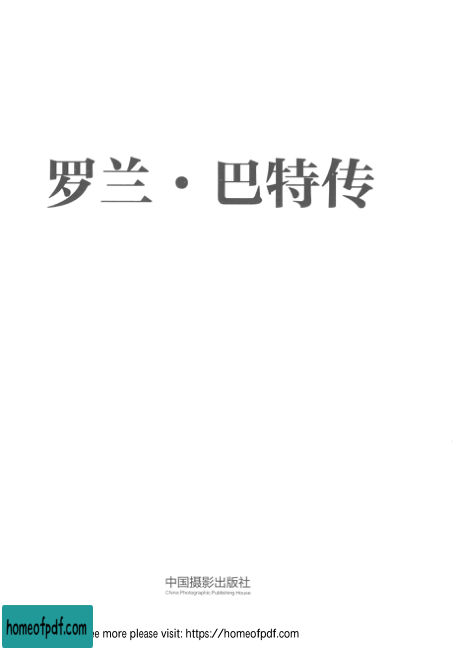 罗兰·巴特传
中国摄影出版社
China Photographic Publishing House
homeofpdf.com
ee more please visit: https://homeofpdf.com